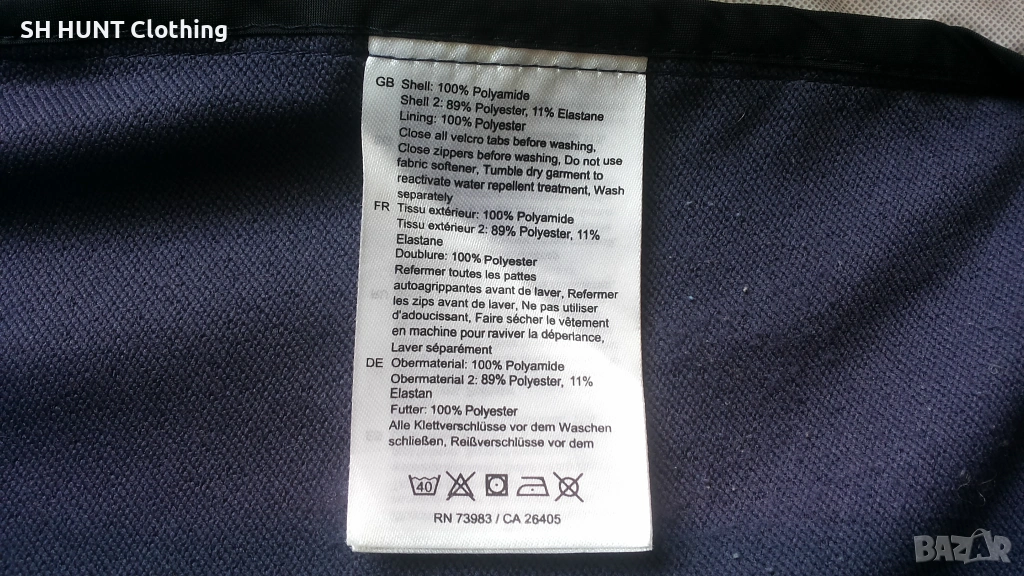 SH HUNT Clothing
GB Shell: 100% Polyamide
Shell 2: 89% Polyester, 11% Elastane
Lining: 100% Polyester
Close all velcro tabs before washing,
Close zippers before washing, Do not use
fabric softener, Tumble dry garment to
reactivate water repellent treatment, Wash
separately
FR Tissu extérieur: 100% Polyamide
Tissu extérieur 2: 89% Polyester, 11%
Elastane
Doublure: 100% Polyester
Refermer toutes les pattes
autoagrippantes avant de laver, Refermer
les zips avant de laver, Ne pas utiliser
d'adoucissant, Faire sécher le vêtement
en machine pour raviver la déperlance,
Laver séparément
DE Obermaterial: 100% Polyamide
Obermaterial 2: 89% Polyester, 11%
Elastan
Futter: 100% Polyester
Alle Klettverschlüsse vor dem Waschen
schließen, Reißverschlüsse vor dem
40
RN 73983 / CA 26405
BAZAR